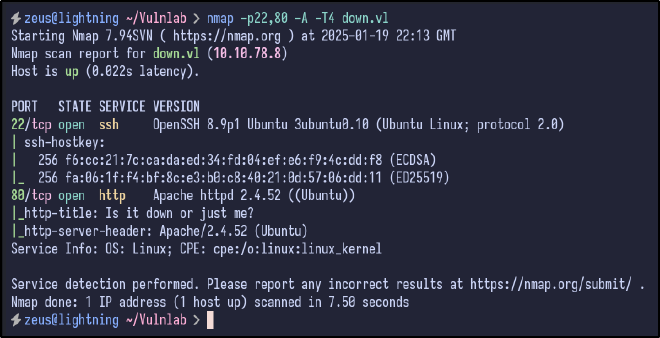 ⚡zeus@lightning ~/Vulnlab > nmap -p22,80 -A -T4 down.vl
Starting Nmap 7.94SVN ( https://nmap.org ) at 2025-01-19 22:13 GMT
Nmap scan report for down.vl (10.10.78.8)
Host is up (0.022s latency).

PORT   STATE SERVICE VERSION
22/tcp open  ssh     OpenSSH 8.9p1 Ubuntu 3ubuntu0.10 (Ubuntu Linux; protocol 2.0)
| ssh-hostkey:
|   256 f6:cc:21:7c:ca:da:ed:34:fd:04:ef:e6:f9:4c:dd:f8 (ECDSA)
|_  256 fa:06:1f:f4:bf:8c:e3:b0:c8:40:21:0d:57:06:dd:11 (ED25519)
80/tcp open  http    Apache httpd 2.4.52 ((Ubuntu))
|_http-title: Is it down or just me?
|_http-server-header: Apache/2.4.52 (Ubuntu)
Service Info: OS: Linux; CPE: cpe:/o:linux:linux_kernel

Service detection performed. Please report any incorrect results at https://nmap.org/submit/ .
Nmap done: 1 IP address (1 host up) scanned in 7.50 seconds
⚡zeus@lightning ~/Vulnlab >